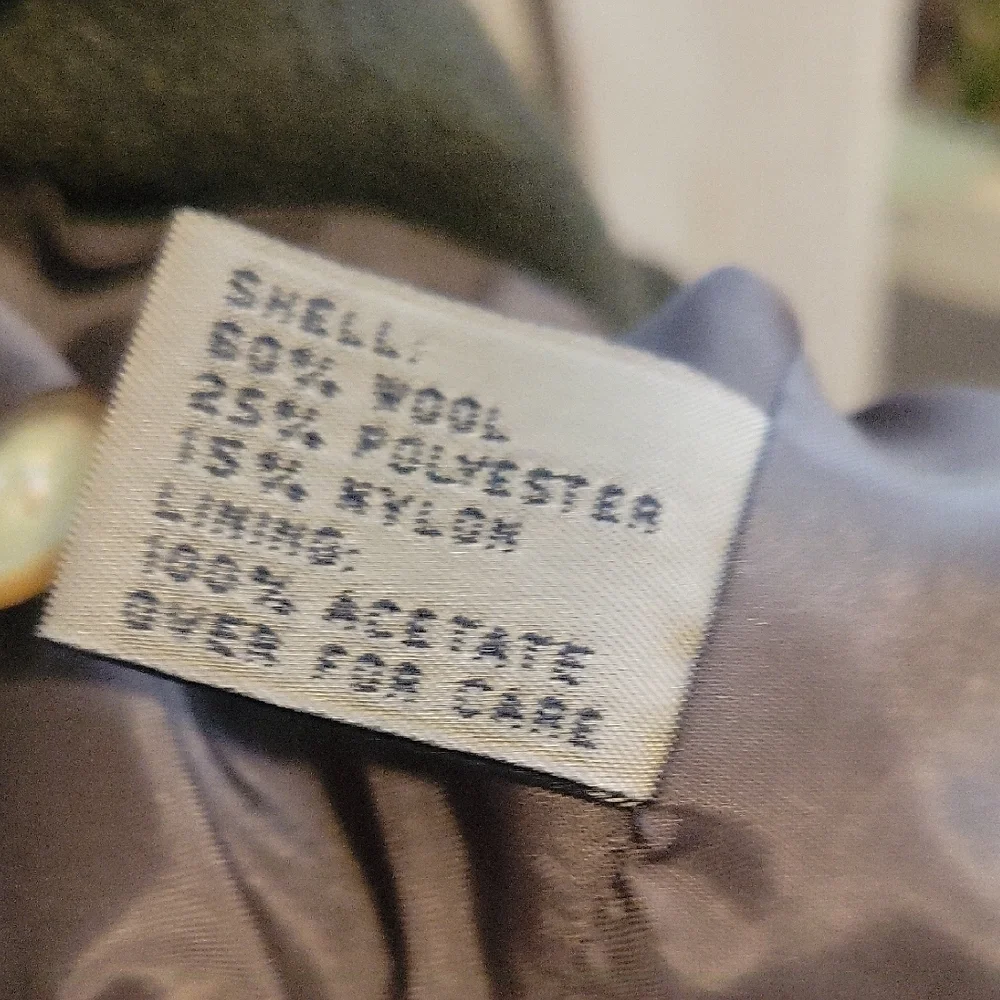 SHELL:
60% WOOL
25% POLYESTER
15% NYLON
LINING:
100% ACETATE
OVER FOR CARE